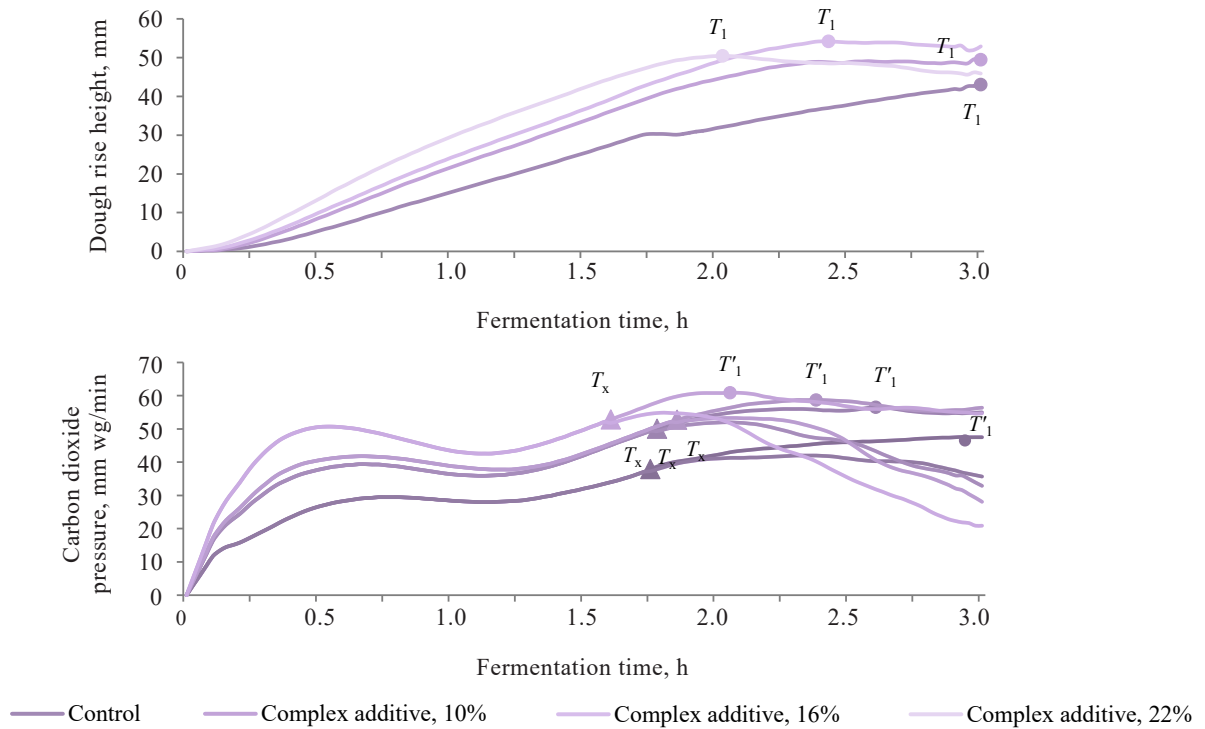 60
50
40
30
20
10
0
Dough rise height, mm
T1
T1
T1
T1
0 0.5 1.0 1.5 2.0 2.5 3.0
Fermentation time, h
70
60
50
40
30
20
10
0
Carbon dioxide
pressure, mm wg/min
Tx
T′1
T′1
T′1
T′1
Tx
Tx
Tx
0 0.5 1.0 1.5 2.0 2.5 3.0
Fermentation time, h
Control Complex additive, 10% Complex additive, 16% Complex additive, 22%